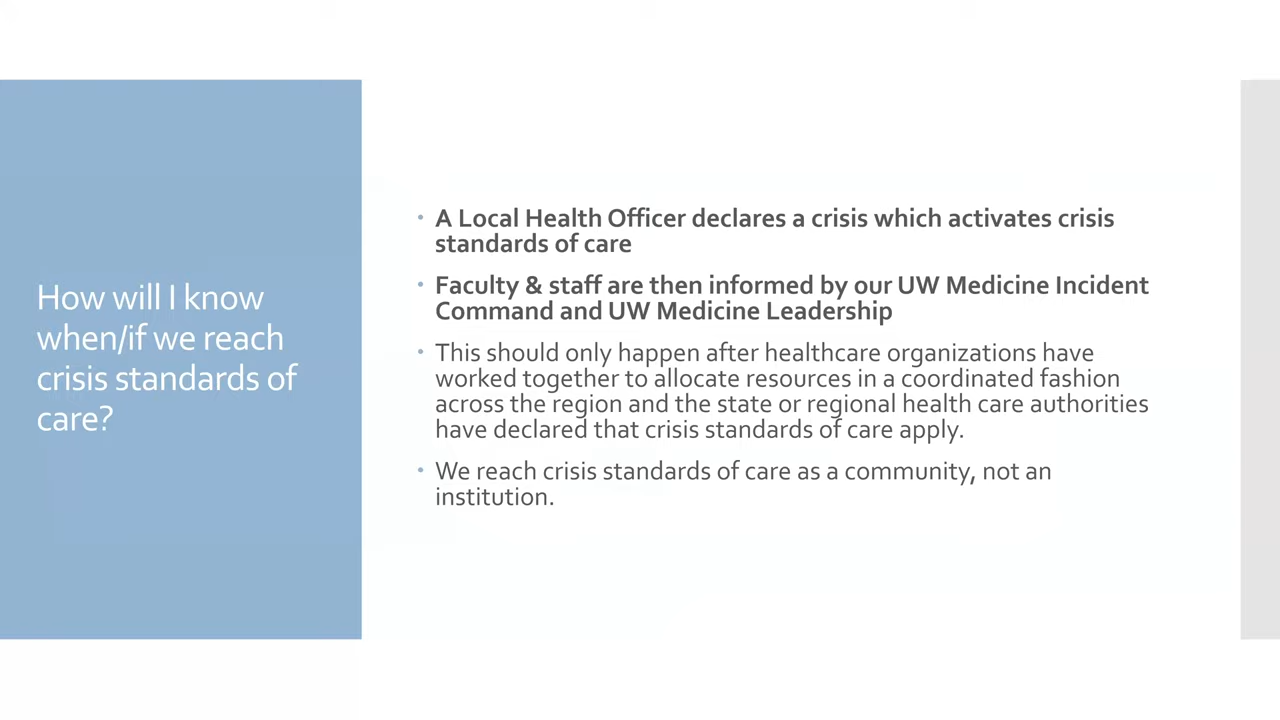 How will I know
when/if we reach
crisis standards of
care?
• A Local Health Officer declares a crisis which activates crisis
standards of care
• Faculty & staff are then informed by our UW Medicine Incident
Command and UW Medicine Leadership
• This should only happen after healthcare organizations have
worked together to allocate resources in a coordinated fashion
across the region and the state or regional health care authorities
have declared that crisis standards of care apply.
• We reach crisis standards of care as a community, not an
institution.